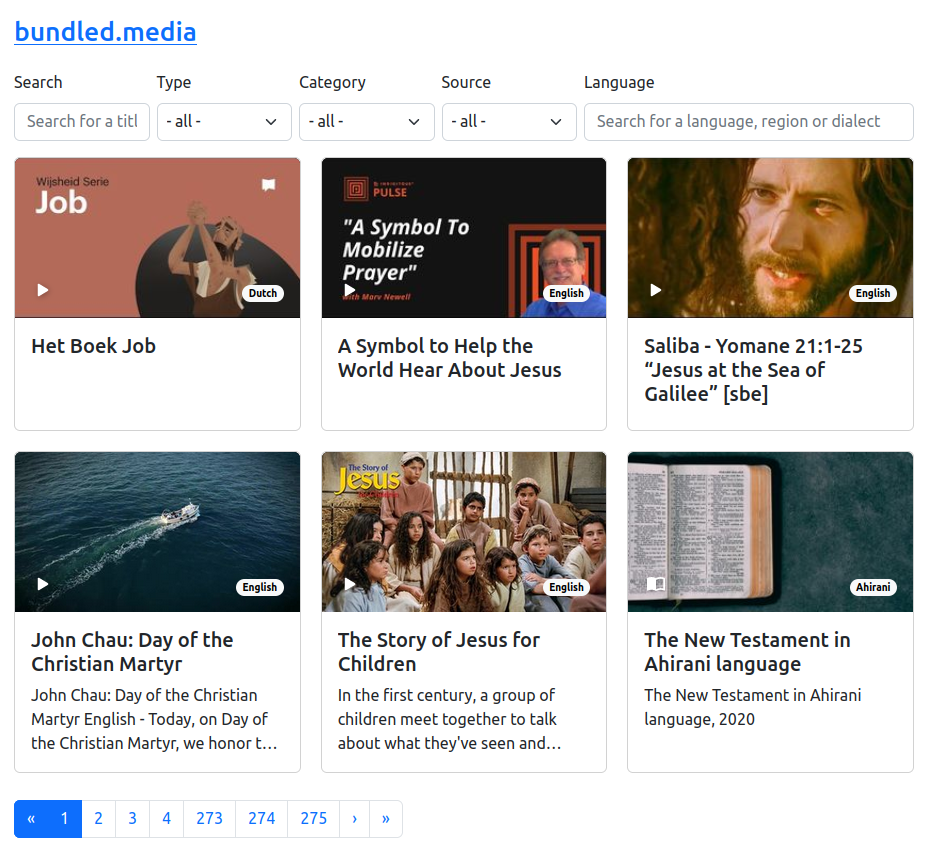 bundled.media
Search
Type
Category
Source
Language
Search for a titl
- all -
- all -
- all -
Search for a language, region or dialect
Wijsheid Serie
Job
Dutch
PULSE
"A Symbol To
Mobilize
Prayer"
with Marv Newell
English
English
Het Boek Job
A Symbol to Help the
World Hear About Jesus
Saliba - Yomane 21:1-25
“Jesus at the Sea of
Galilee” [sbe]
English
The Story of
Jesus
English
Ahirani
John Chau: Day of the
Christian Martyr
John Chau: Day of the Christian
Martyr English - Today, on Day of
the Christian Martyr, we honor t…
The Story of Jesus for
Children
In the first century, a group of
children meet together to talk
about what they've seen and…
The New Testament in
Ahirani language
The New Testament in Ahirani
language, 2020
« 1 2 3 4 273 274 275 › »